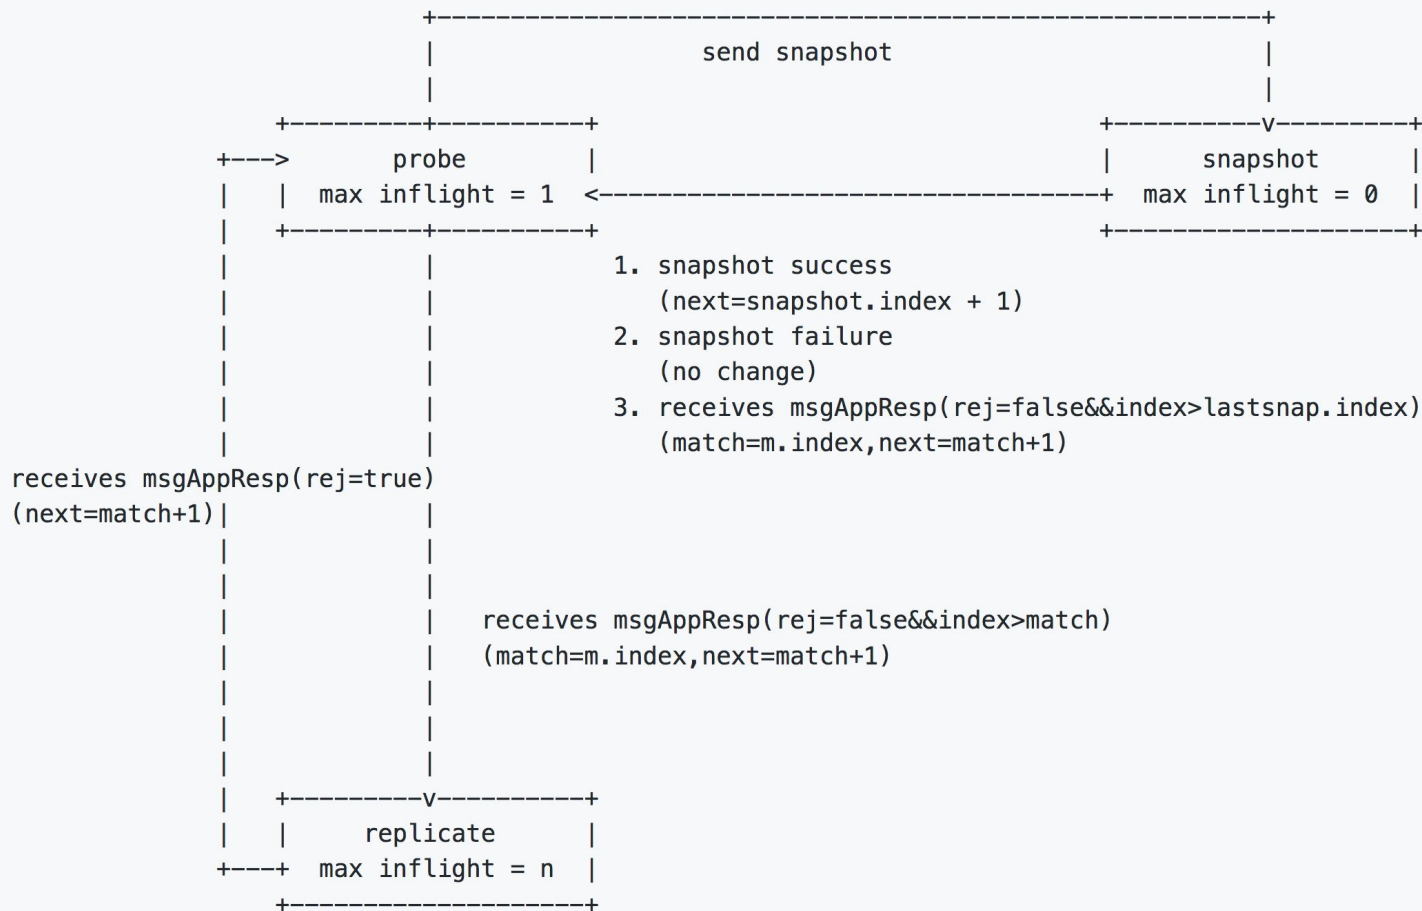 send snapshot
probe
snapshot
max inflight = 1
max inflight = 0
1. snapshot success
(next=snapshot.index + 1)
2. snapshot failure
(no change)
3. receives msgAppResp(rej=false&&index>lastsnap.index)
(match=m.index,next=match+1)
receives msgAppResp(rej=true)
(next=match+1)
receives msgAppResp(rej=false&&index>match)
(match=m.index,next=match+1)
replicate
max inflight = n